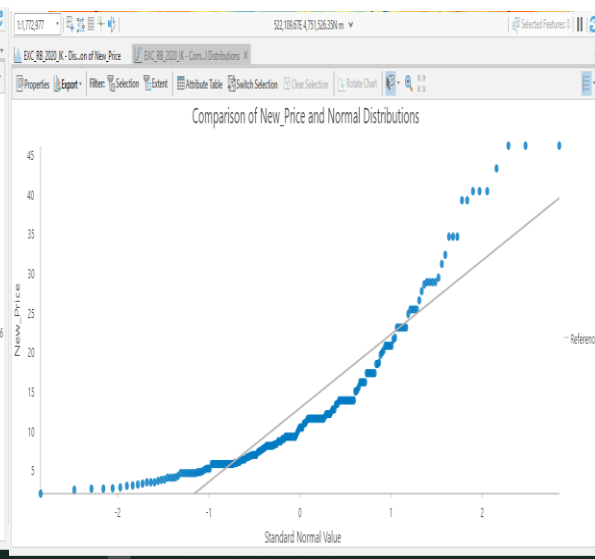 1:1,772,977
522,109.67E 4,751,526.35N m
Selected Features: 0
EXC_RB_2020_IK - Dis...on of New_Price
EXC_RB_2020_IK - Com...l Distributions
Properties Export Filter: Selection Extent Attribute Table Switch Selection Clear Selection Rotate Chart
Comparison of New_Price and Normal Distributions
45
40
35
30
25
20
15
10
5
New_Price
-2 -1 0 1 2
Standard Normal Value
Referenc
6